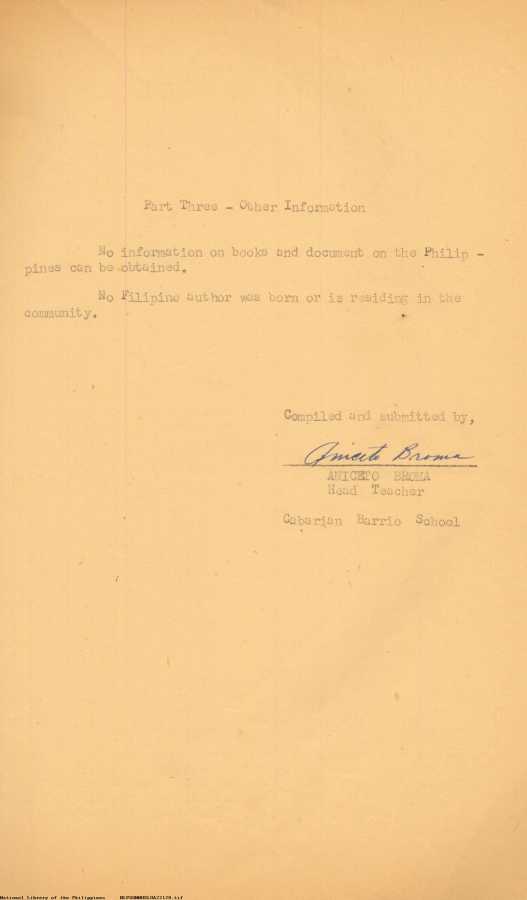 Part Three - Other Information
No information on books and document on the Philip -
pines can be obtained.
No Filipino author was born or is residing in the
community.
Compiled and submitted by,
Aniceto Broma
ANICETO BROMA
Head Teacher
Cabarian Barrio School
National Library of the Philippines